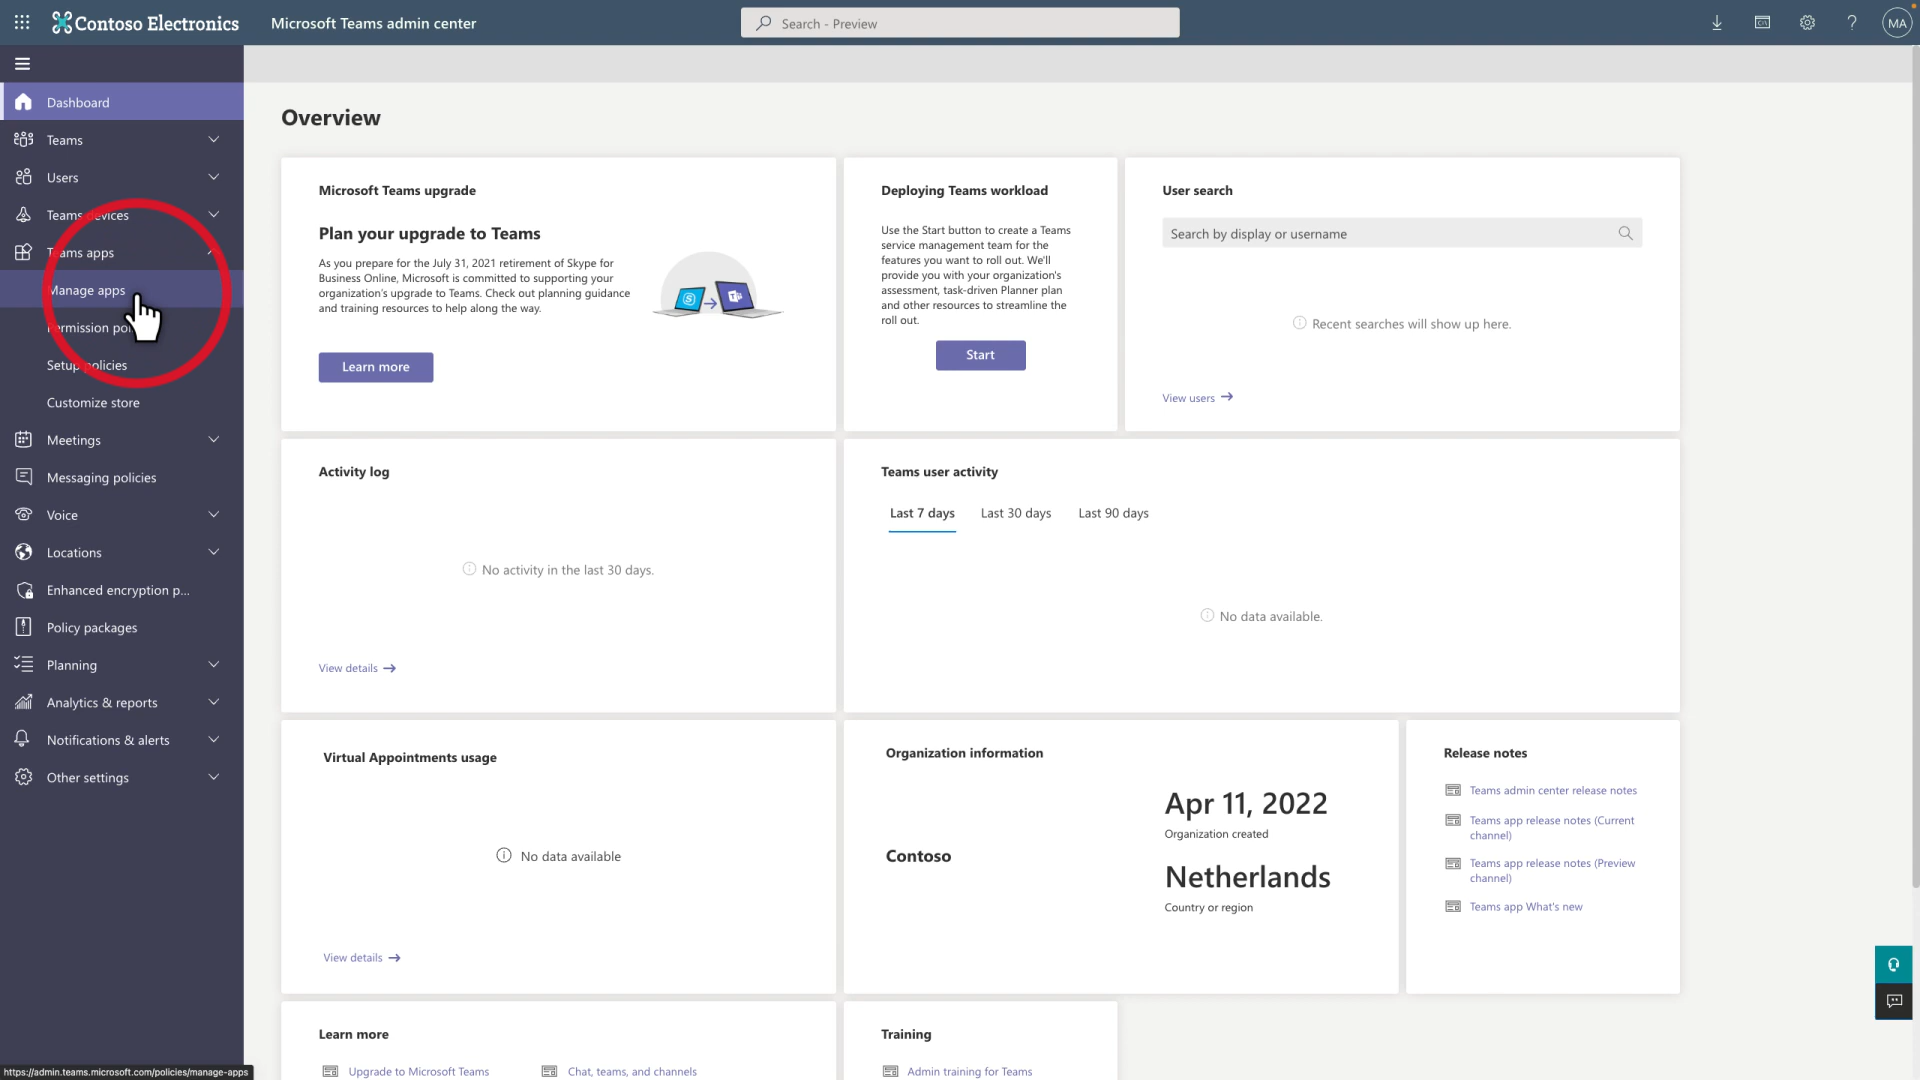 Contoso Electronics
Microsoft Teams admin center
Search - Preview
MA
Dashboard
Teams
Users
Teams devices
Teams apps
Manage apps
Permission
Setup policies
Customize store
Meetings
Messaging policies
Voice
Locations
Enhanced encryption p...
Policy packages
Planning
Analytics & reports
Notifications & alerts
Other settings
https://admin.teams.microsoft.com/policies/manage-apps
Overview
Microsoft Teams upgrade
Plan your upgrade to Teams
As you prepare for the July 31, 2021 retirement of Skype for
Business Online, Microsoft is committed to supporting your
organization's upgrade to Teams. Check out planning guidance
and training resources to help along the way.
Learn more
Deploying Teams workload
Use the Start button to create a Teams
service management team for the
features you want to roll out. We'll
provide you with your organization's
assessment, task-driven Planner plan
and other resources to streamline the
roll out.
Start
User search
Search by display or username
Recent searches will show up here.
View users
Activity log
No activity in the last 30 days.
View details
Teams user activity
Last 7 days
Last 30 days
Last 90 days
No data available.
Virtual Appointments usage
No data available
View details
Organization information
Contoso
Apr 11, 2022
Organization created
Netherlands
Country or region
Release notes
Teams admin center release notes
Teams app release notes (Current
channel)
Teams app release notes (Preview
channel)
Teams app What's new
Learn more
Upgrade to Microsoft Teams
Chat, teams, and channels
Training
Admin training for Teams